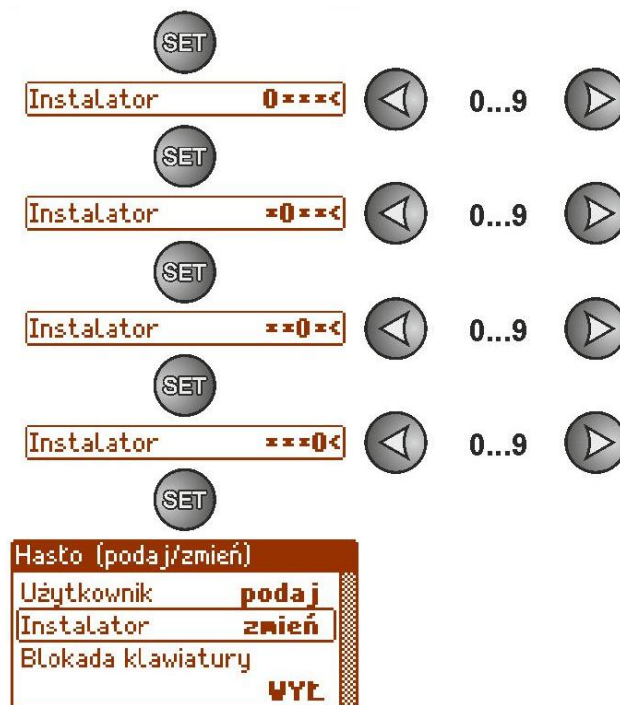 SET
Instalator 0***< 0...9
SET
Instalator *0**< 0...9
SET
Instalator **0*< 0...9
SET
Instalator ***0< 0...9
SET
Hasło (podaj/zmień)
Użytkownik podaj
Instalator zmień
Blokada klawiatury
WYŁ